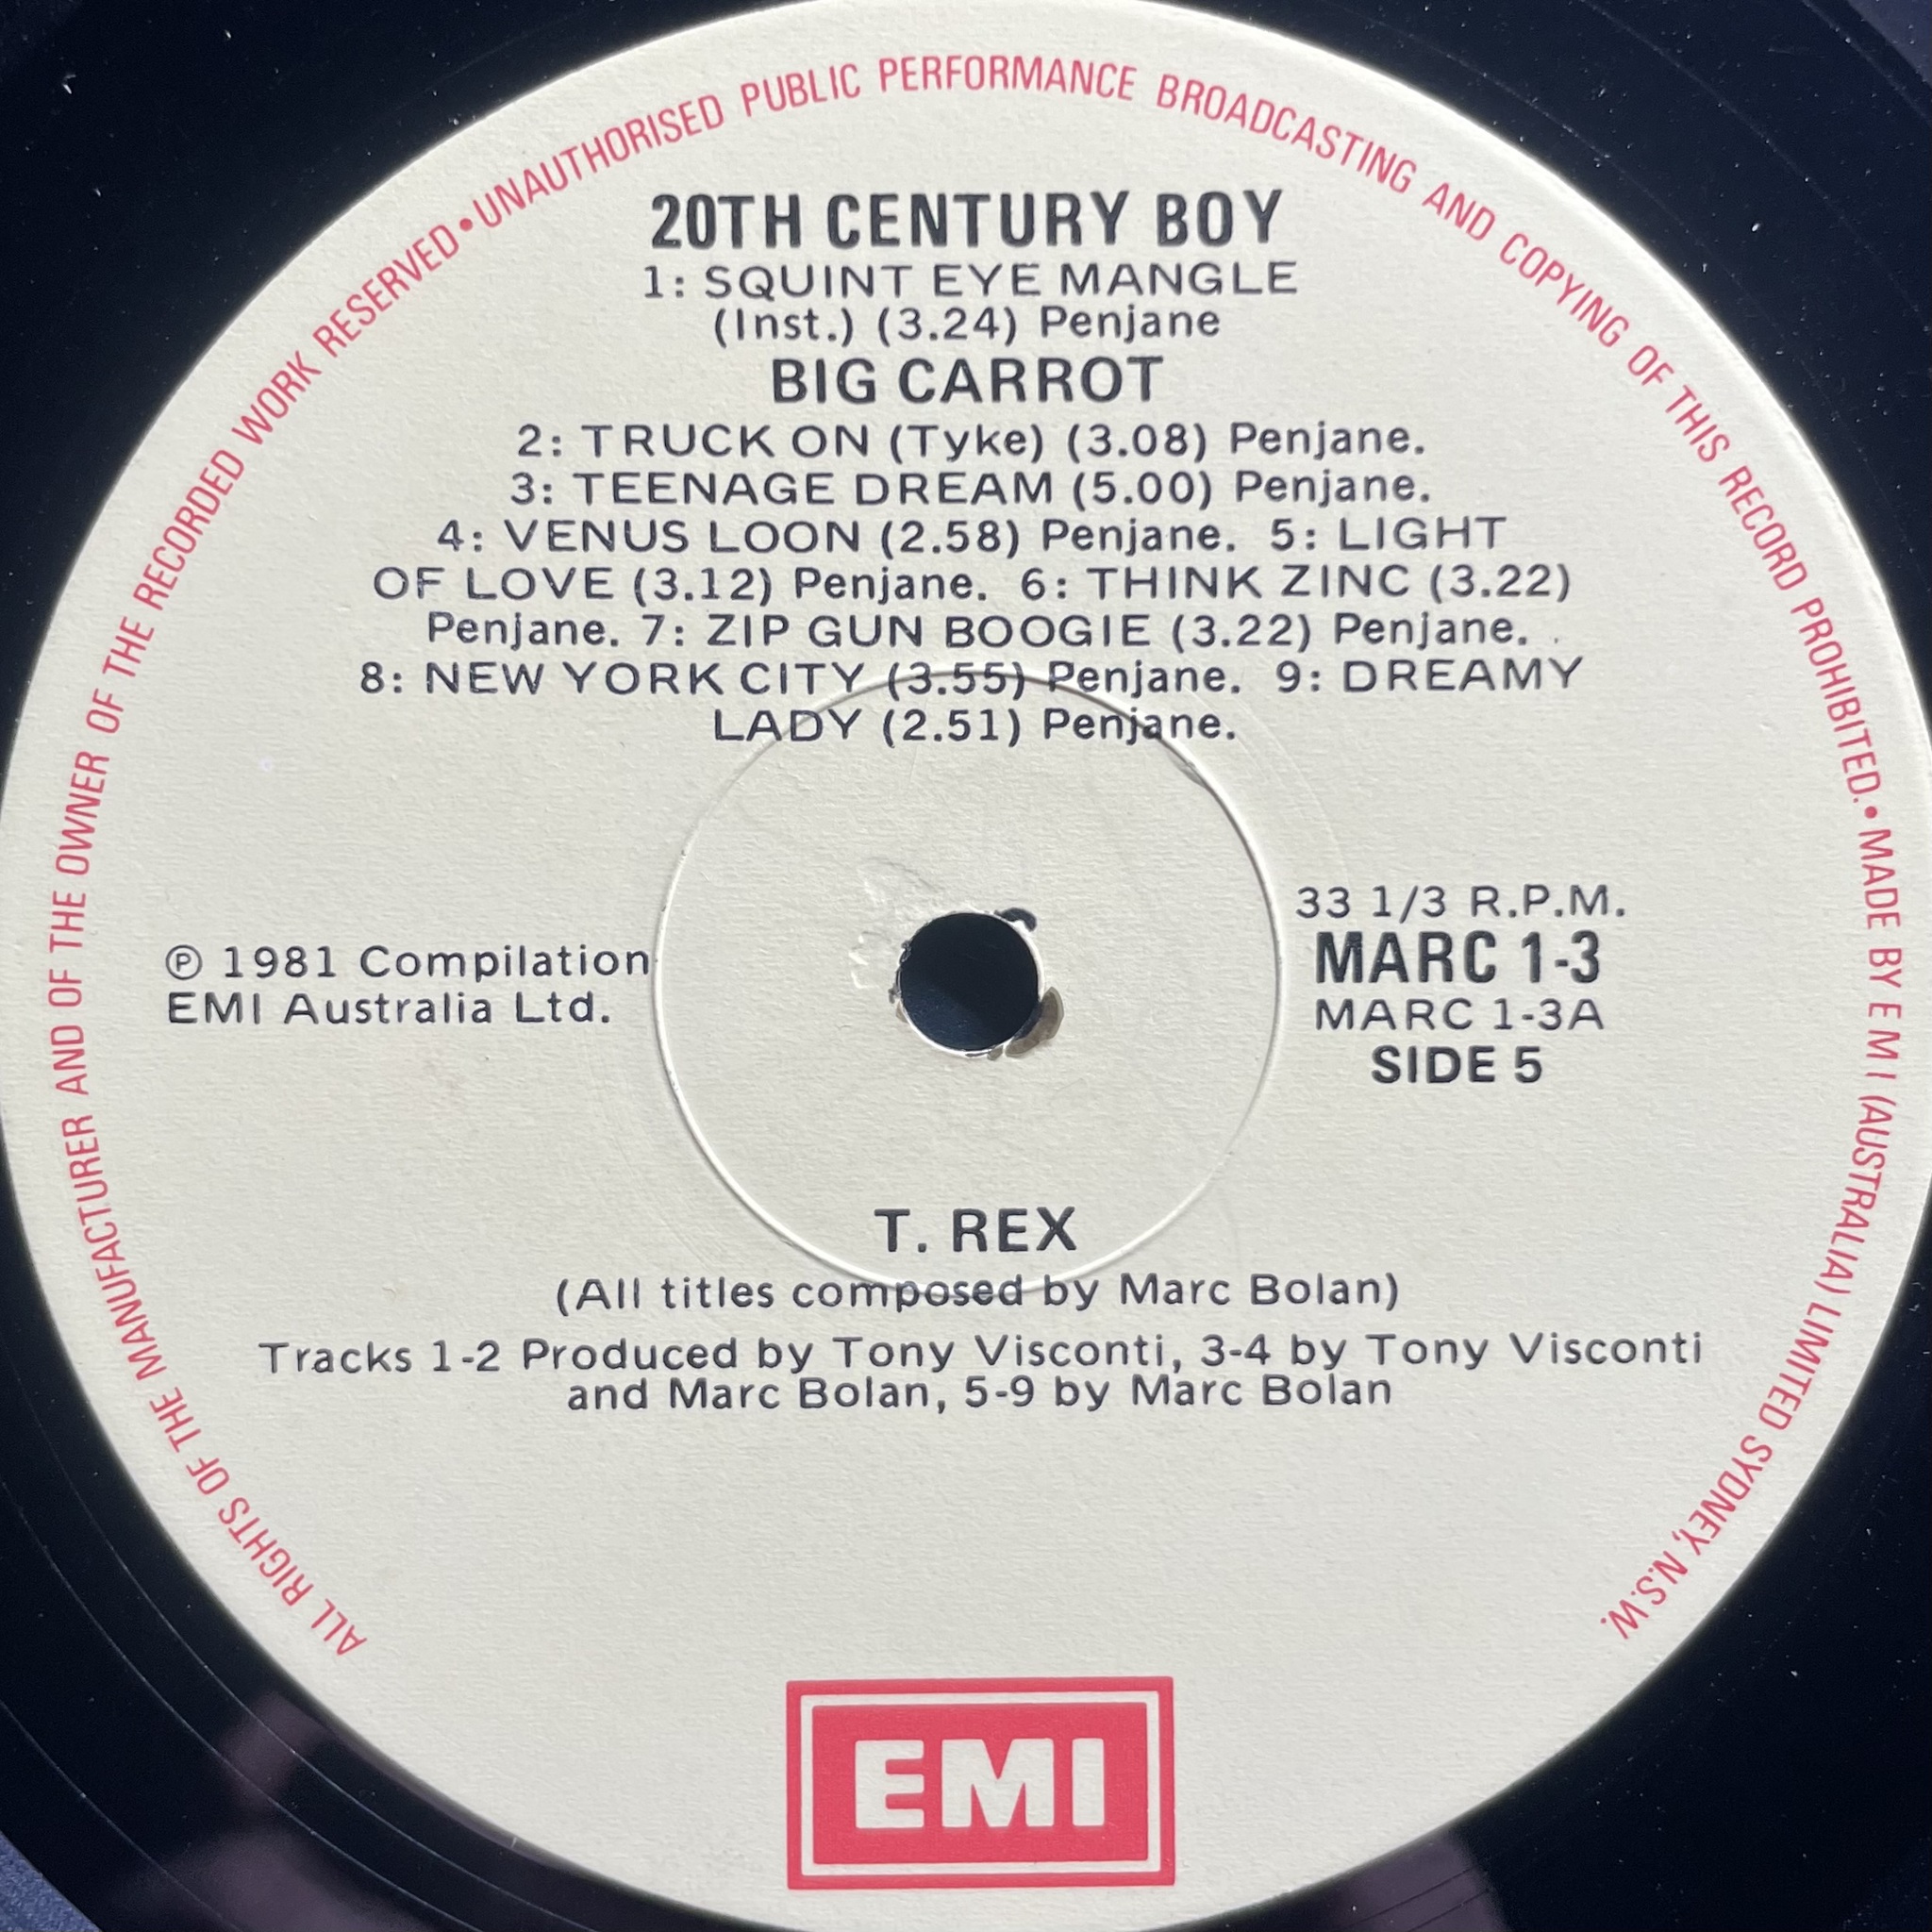 ALL RIGHTS OF THE MANUFACTURER AND OF THE OWNER OF THE RECORDED WORK RESERVED • UNAUTHORISED PUBLIC PERFORMANCE BROADCASTING AND COPYING OF THIS RECORD PROHIBITED. • MADE BY E M I (AUSTRALIA) LIMITED SYDNEY, N.S.W.
20TH CENTURY BOY
1: SQUINT EYE MANGLE
(Inst.) (3.24) Penjane
BIG CARROT
2: TRUCK ON (Tyke) (3.08) Penjane.
3: TEENAGE DREAM (5.00) Penjane.
4: VENUS LOON (2.58) Penjane. 5: LIGHT
OF LOVE (3.12) Penjane. 6: THINK ZINC (3.22)
Penjane. 7: ZIP GUN BOOGIE (3.22) Penjane.
8: NEW YORK CITY (3.55) Penjane. 9: DREAMY
LADY (2.51) Penjane.
℗ 1981 Compilation
EMI Australia Ltd.
33 1/3 R.P.M.
MARC 1-3
MARC 1-3A
SIDE 5
T. REX
(All titles composed by Marc Bolan)
Tracks 1-2 Produced by Tony Visconti, 3-4 by Tony Visconti
and Marc Bolan, 5-9 by Marc Bolan
EMI